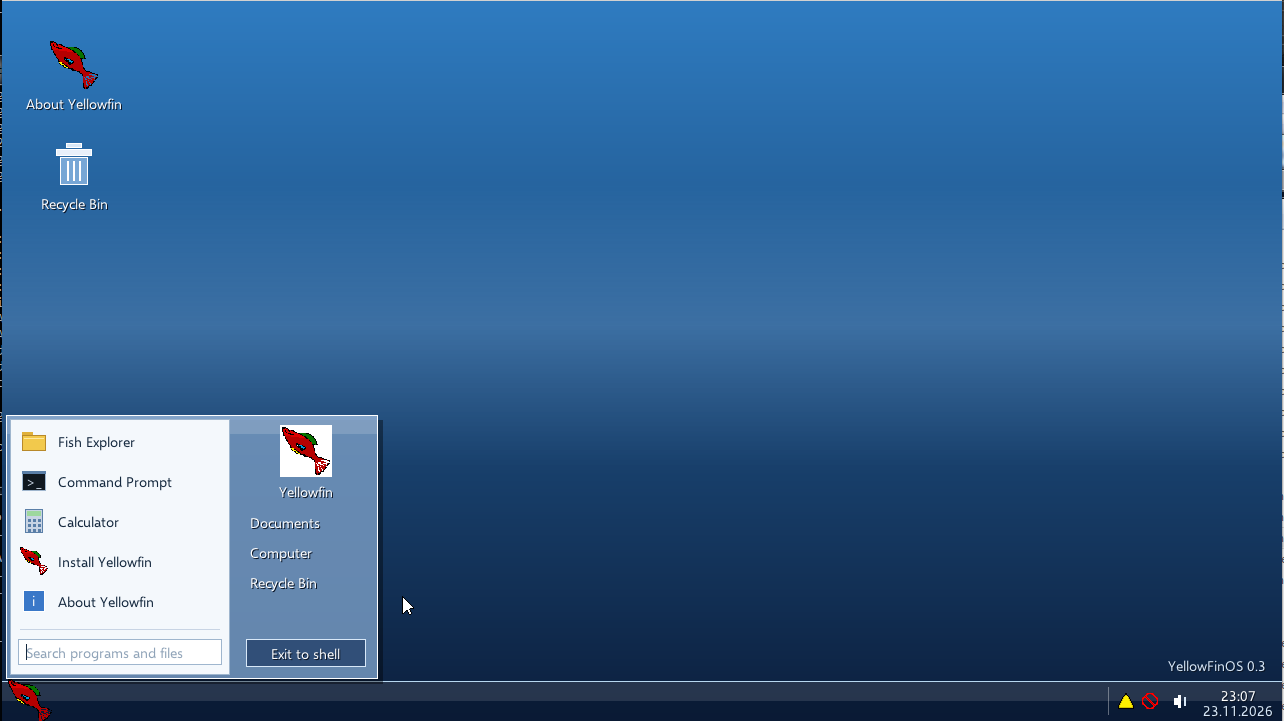 About Yellowfin
Recycle Bin
Fish Explorer
Command Prompt
Calculator
Install Yellowfin
About Yellowfin
Search programs and files
Yellowfin
Documents
Computer
Recycle Bin
Exit to shell
YellowFinOS 0.3
23:07
23.11.2026